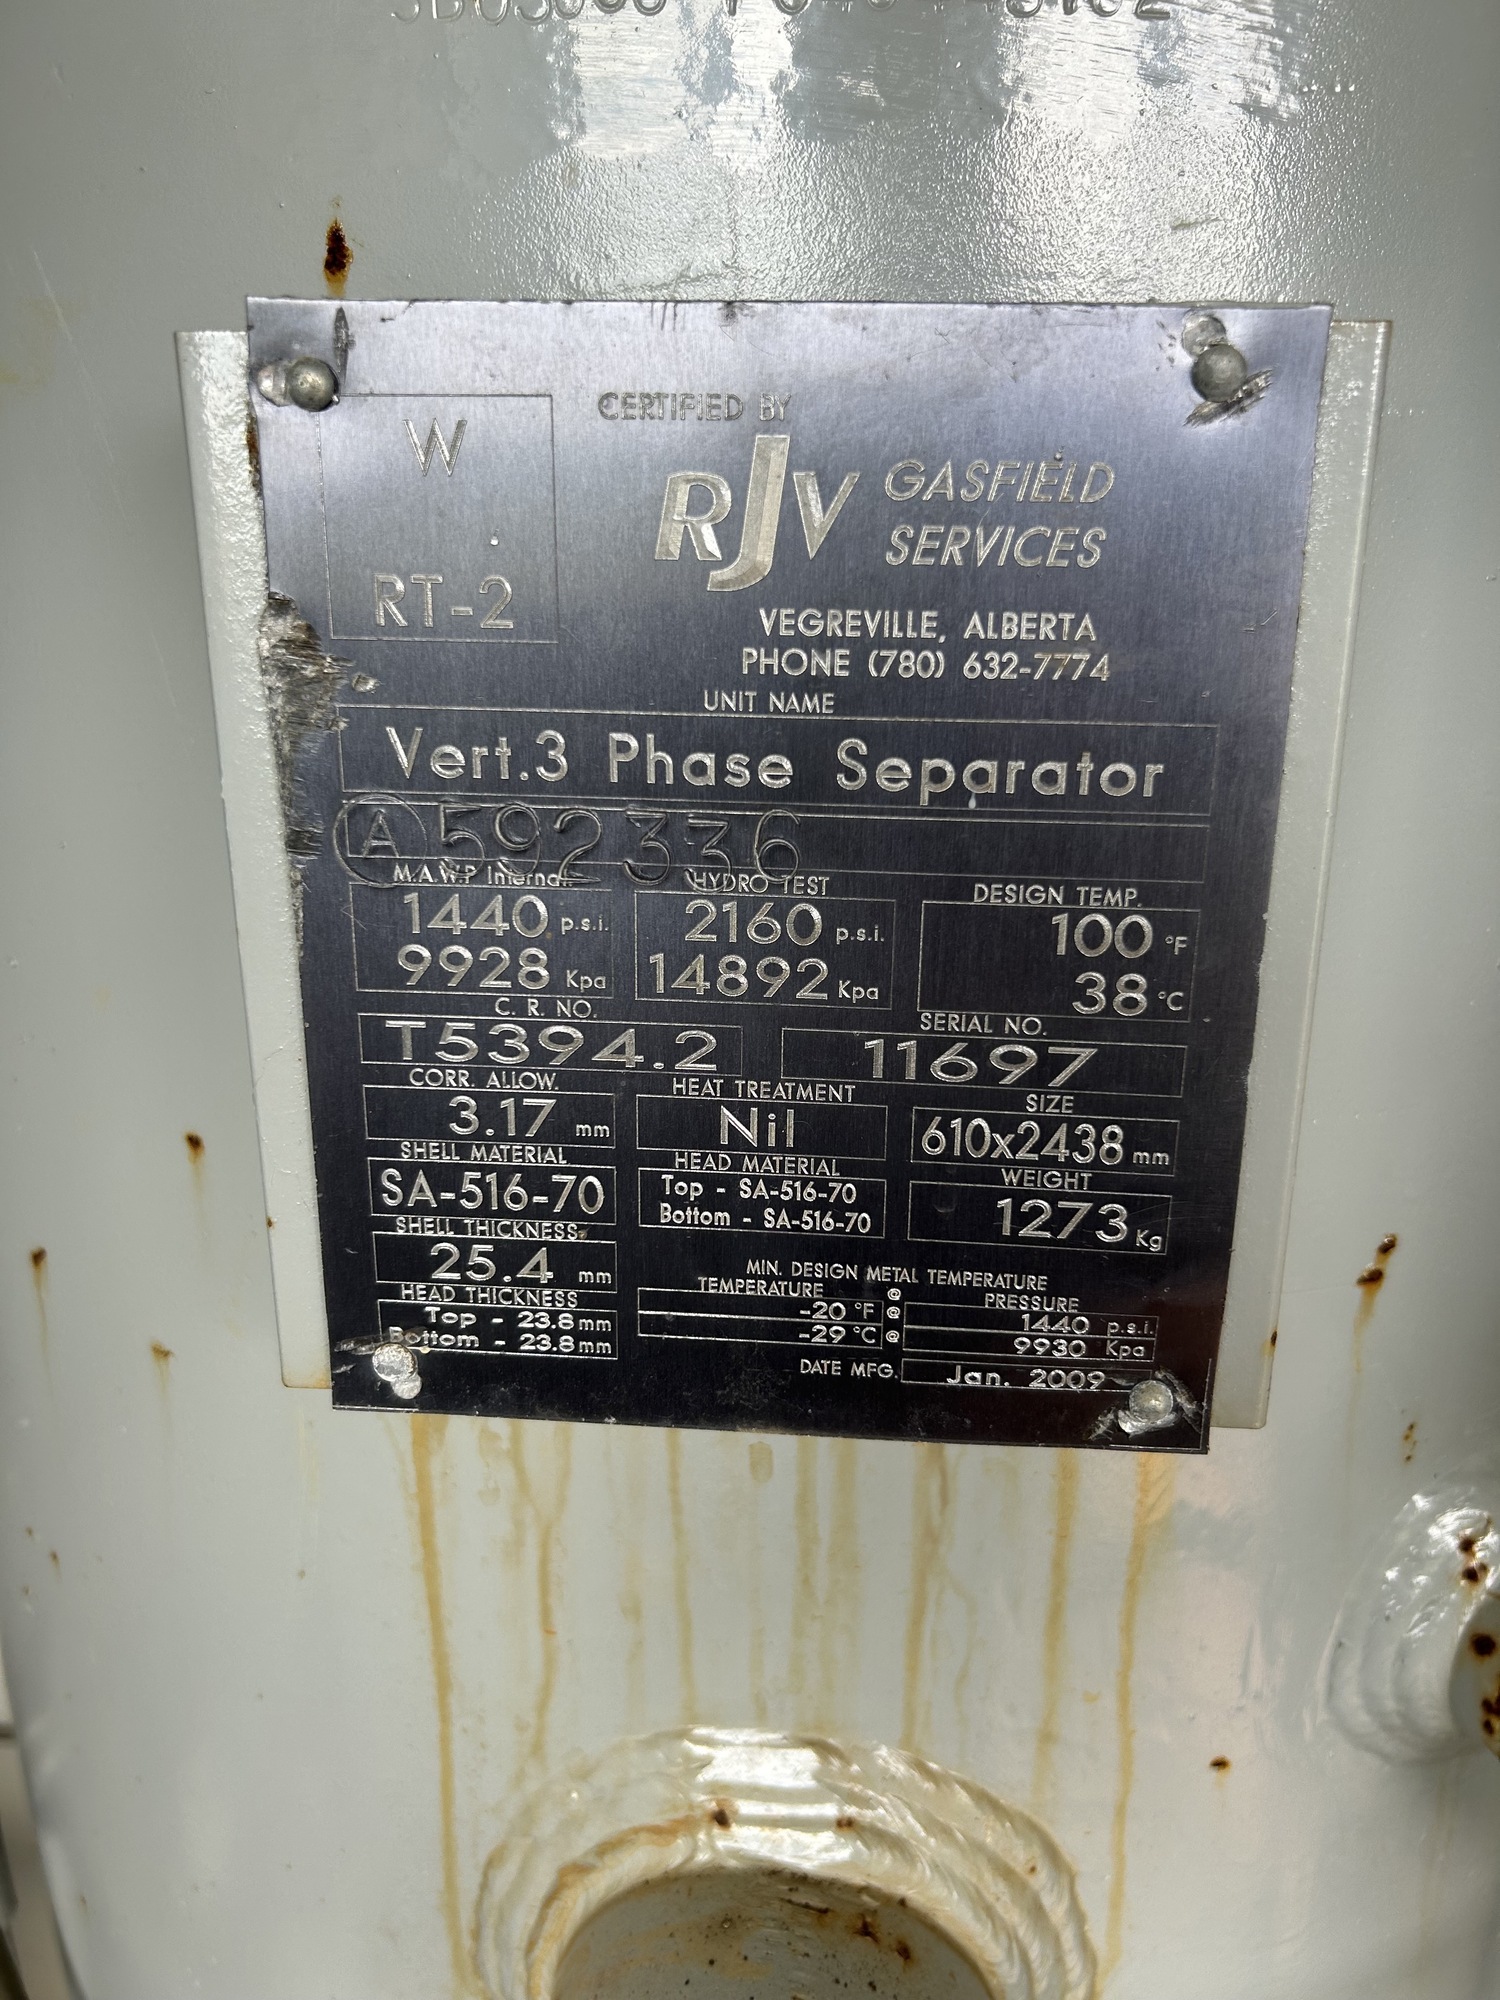 W
RT-2
CERTIFIED BY
RJV GASFIELD
SERVICES
VEGREVILLE, ALBERTA
PHONE (780) 632-7774
UNIT NAME
Vert.3 Phase Separator
A 592336
M.A.W.P Internal HYDRO TEST DESIGN TEMP.
1440 p.s.i. 2160 p.s.i. 100 °F
9928 Kpa 14892 Kpa 38 °C
C. R. NO. SERIAL NO.
T5394.2 11697
CORR. ALLOW. HEAT TREATMENT SIZE
3.17 mm Nil 610x2438 mm
SHELL MATERIAL HEAD MATERIAL WEIGHT
SA-516-70 Top - SA-516-70
Bottom - SA-516-70 1273 Kg
SHELL THICKNESS
25.4 mm
HEAD THICKNESS
Top - 23.8 mm
Bottom - 23.8 mm
MIN. DESIGN METAL TEMPERATURE
TEMPERATURE @ PRESSURE
-20 °F @ 1440 p.s.i.
-29 °C @ 9930 Kpa
DATE MFG. Jan. 2009